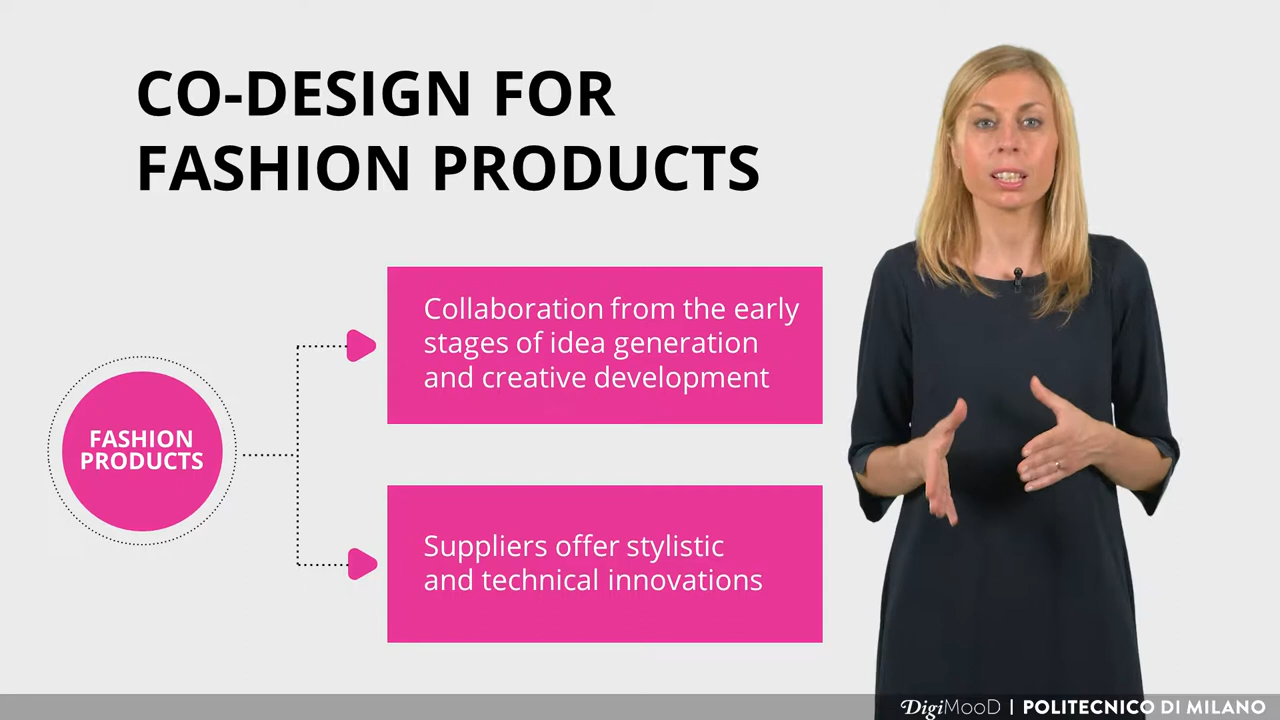 CO-DESIGN FOR
FASHION PRODUCTS
Collaboration from the early
stages of idea generation
and creative development
FASHION
PRODUCTS
Suppliers offer stylistic
and technical innovations
DigiMooD | POLITECNICO DI MILANO